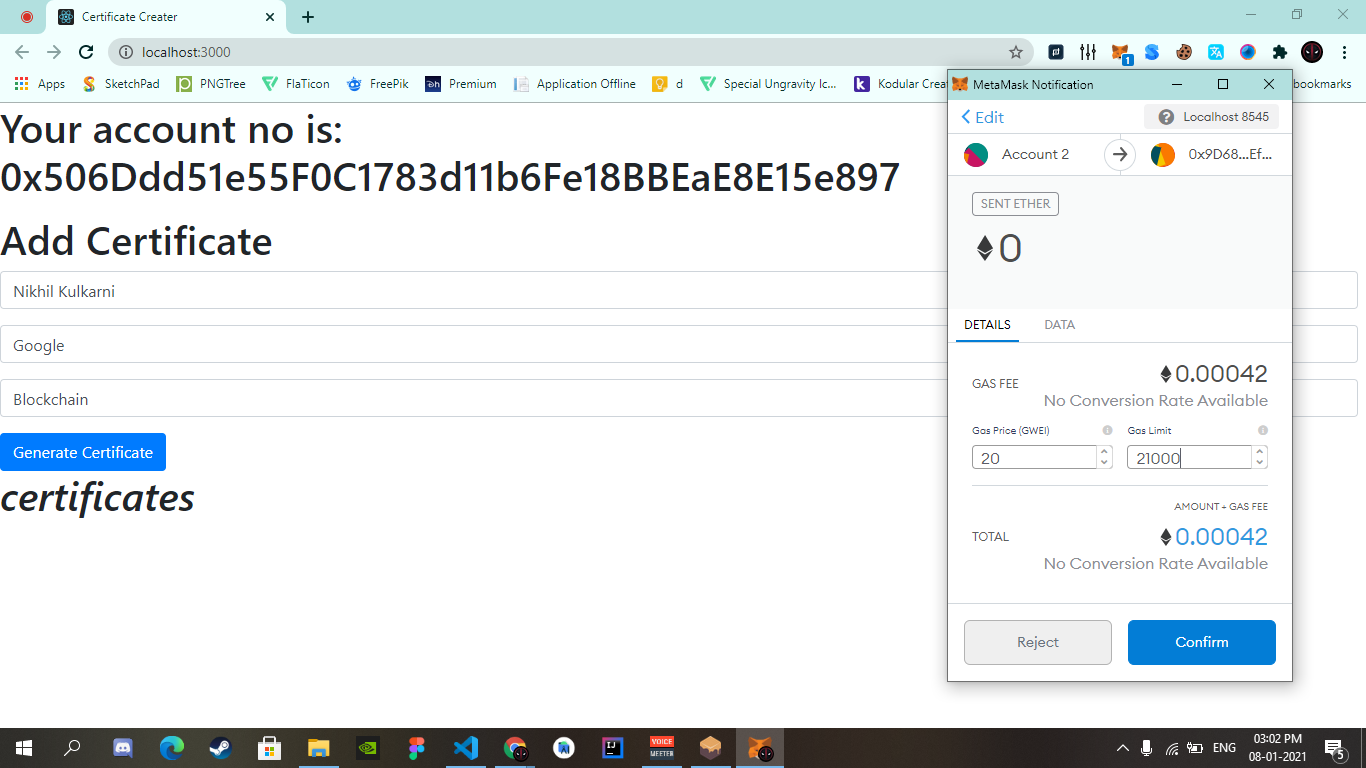 Certificate Creater
localhost:3000
1
Apps
SketchPad
PNGTree
FlaTicon
FreePik
Premium
Application Offline
d
Special Ungravity Ic...
Kodular Crea
bookmarks
Your account no is:
0x506Ddd51e55F0C1783d11b6Fe18BBEaE8E15e897
Add Certificate
Nikhil Kulkarni
Google
Blockchain
Generate Certificate
certificates
MetaMask Notification
Edit
Localhost 8545
Account 2
0x9D68...Ef...
SENT ETHER
0
DETAILS
DATA
GAS FEE
0.00042
No Conversion Rate Available
Gas Price (GWEI)
Gas Limit
20
21000
AMOUNT + GAS FEE
TOTAL
0.00042
No Conversion Rate Available
Reject
Confirm
VOICE
MEETER
ENG
03:02 PM
08-01-2021
5